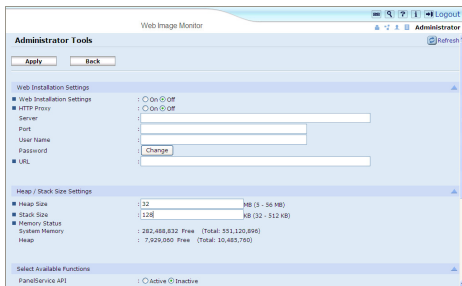 Logout
Web Image Monitor
Administrator
Administrator Tools
Refresh
Apply Back
Web Installation Settings
Web Installation Settings : On Off
HTTP Proxy : On Off
Server :
Port :
User Name :
Password : Change
URL :
Heap / Stack Size Settings
Heap Size : 32 MB (5 - 56 MB)
Stack Size : 128 KB (32 - 512 KB)
Memory Status
System Memory : 282,488,832 Free (Total: 551,120,896)
Heap : 7,929,060 Free (Total: 10,485,760)
Select Available Functions
PanelService API : Active Inactive